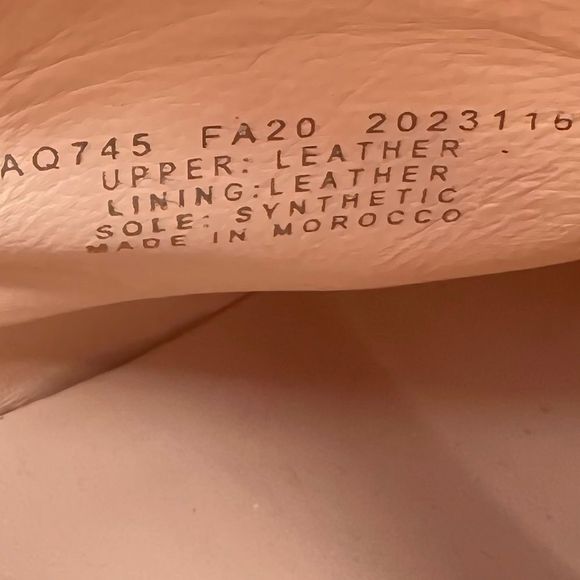 AQ745 FA20 2023116
UPPER: LEATHER
LINING:LEATHER
SOLE: SYNTHETIC
MADE IN MOROCCO